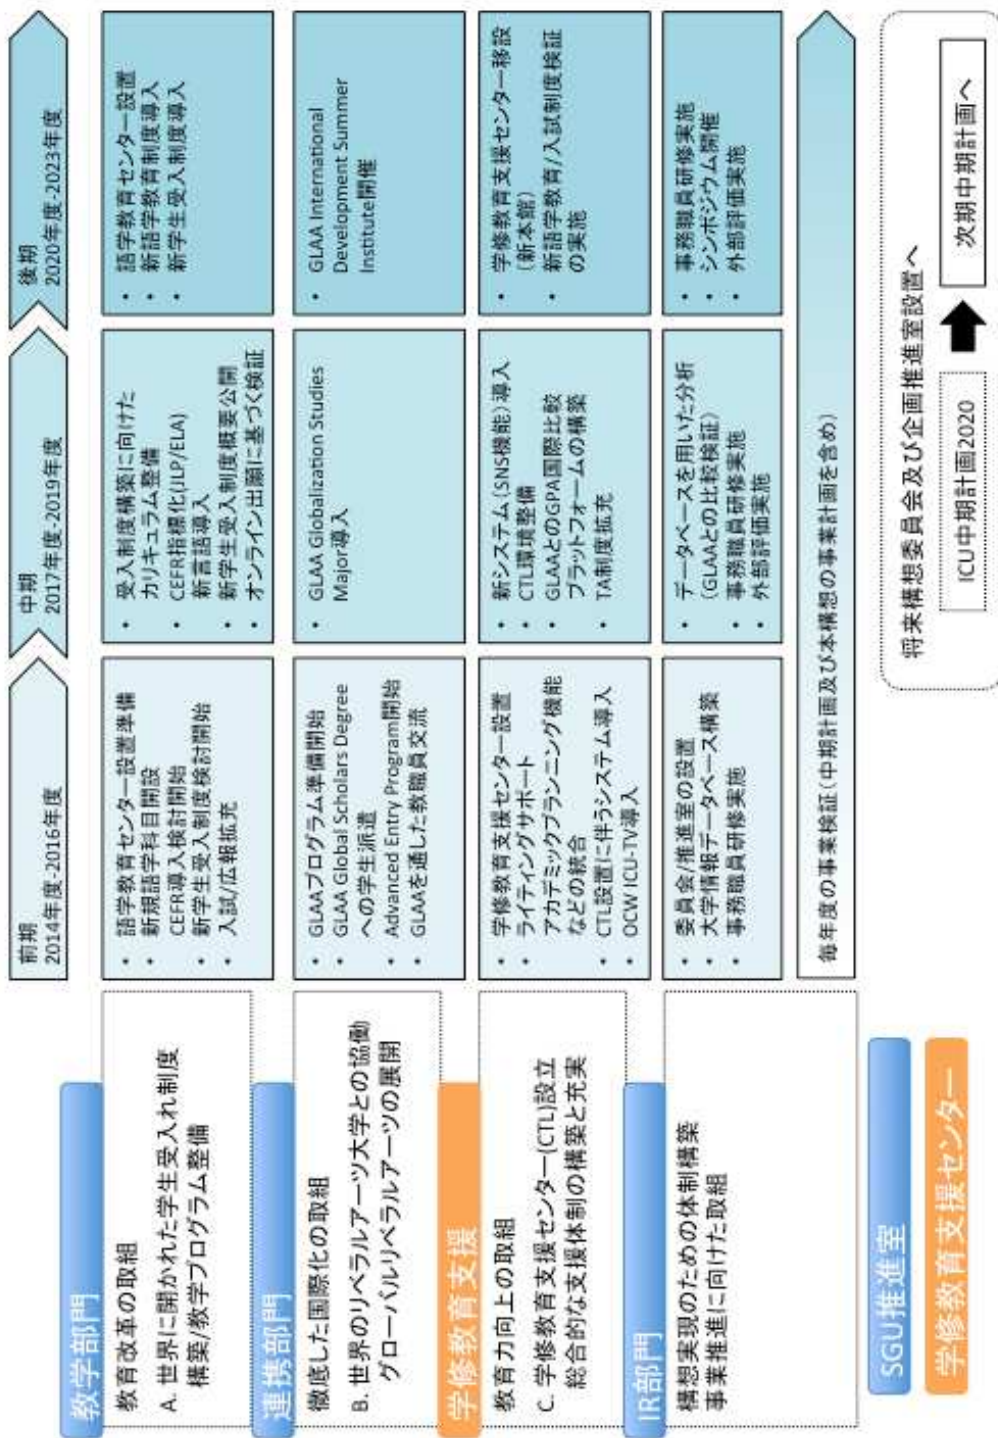 前期
2014年度-2016年度
中期
2017年度-2019年度
後期
2020年度-2023年度
教学部門
教育改革の取組
A. 世界に開かれた学生受入れ制度
構築/教学プログラム整備
・ 語学教育センター設置準備
・ 新規語学科目開設
・ CEFR導入検討開始
・ 新学生受入制度検討開始
・ 入試/広報拡充
・ 受入制度構築に向けた
カリキュラム整備
・ CEFR指標化(JLP/ELA)
・ 新言語導入
・ 新学生受入制度概要公開
・ オンライン出願に基づく検証
・ 語学教育センター設置
・ 新語学教育制度導入
・ 新学生受入制度導入
連携部門
徹底した国際化の取組
B. 世界のリベラルアーツ大学との協働
グローバルリベラルアーツの展開
・ GLAAプログラム準備開始
・ GLAA Global Scholars Degree
への学生派遣
・ Advanced Entry Program開始
・ GLAAを通した教職員交流
・ GLAA Globalization Studies
Major導入
・ GLAA International
Development Summer
Institute開催
学修教育支援
教育力向上の取組
C. 学修教育支援センター(CTL)設立
総合的な支援体制の構築と充実
・ 学修教育支援センター設置
・ ライティングサポート
アカデミックプランニング機能
などの統合
・ CTL設置に伴うシステム導入
・ OCW ICU-TV導入
・ 新システム(SNS機能)導入
・ CTL環境整備
・ GLAAとのGPA国際比較
プラットフォームの構築
・ TA制度拡充
・ 学修教育支援センター移設
(新本館)
・ 新語学教育/入試制度検証
の実施
IR部門
構想実現のための体制構築
事業推進に向けた取組
・ 委員会/推進室の設置
・ 大学情報データベース構築
・ 事務職員研修実施
・ データベースを用いた分析
(GLAAとの比較検証)
・ 事務職員研修実施
・ 外部評価実施
・ 事務職員研修実施
・ シンポジウム開催
・ 外部評価実施
毎年度の事業検証(中期計画及び本構想の事業計画を含め)
SGU推進室
学修教育支援センター
将来構想委員会及び企画推進室設置へ
ICU中期計画2020
次期中期計画へ